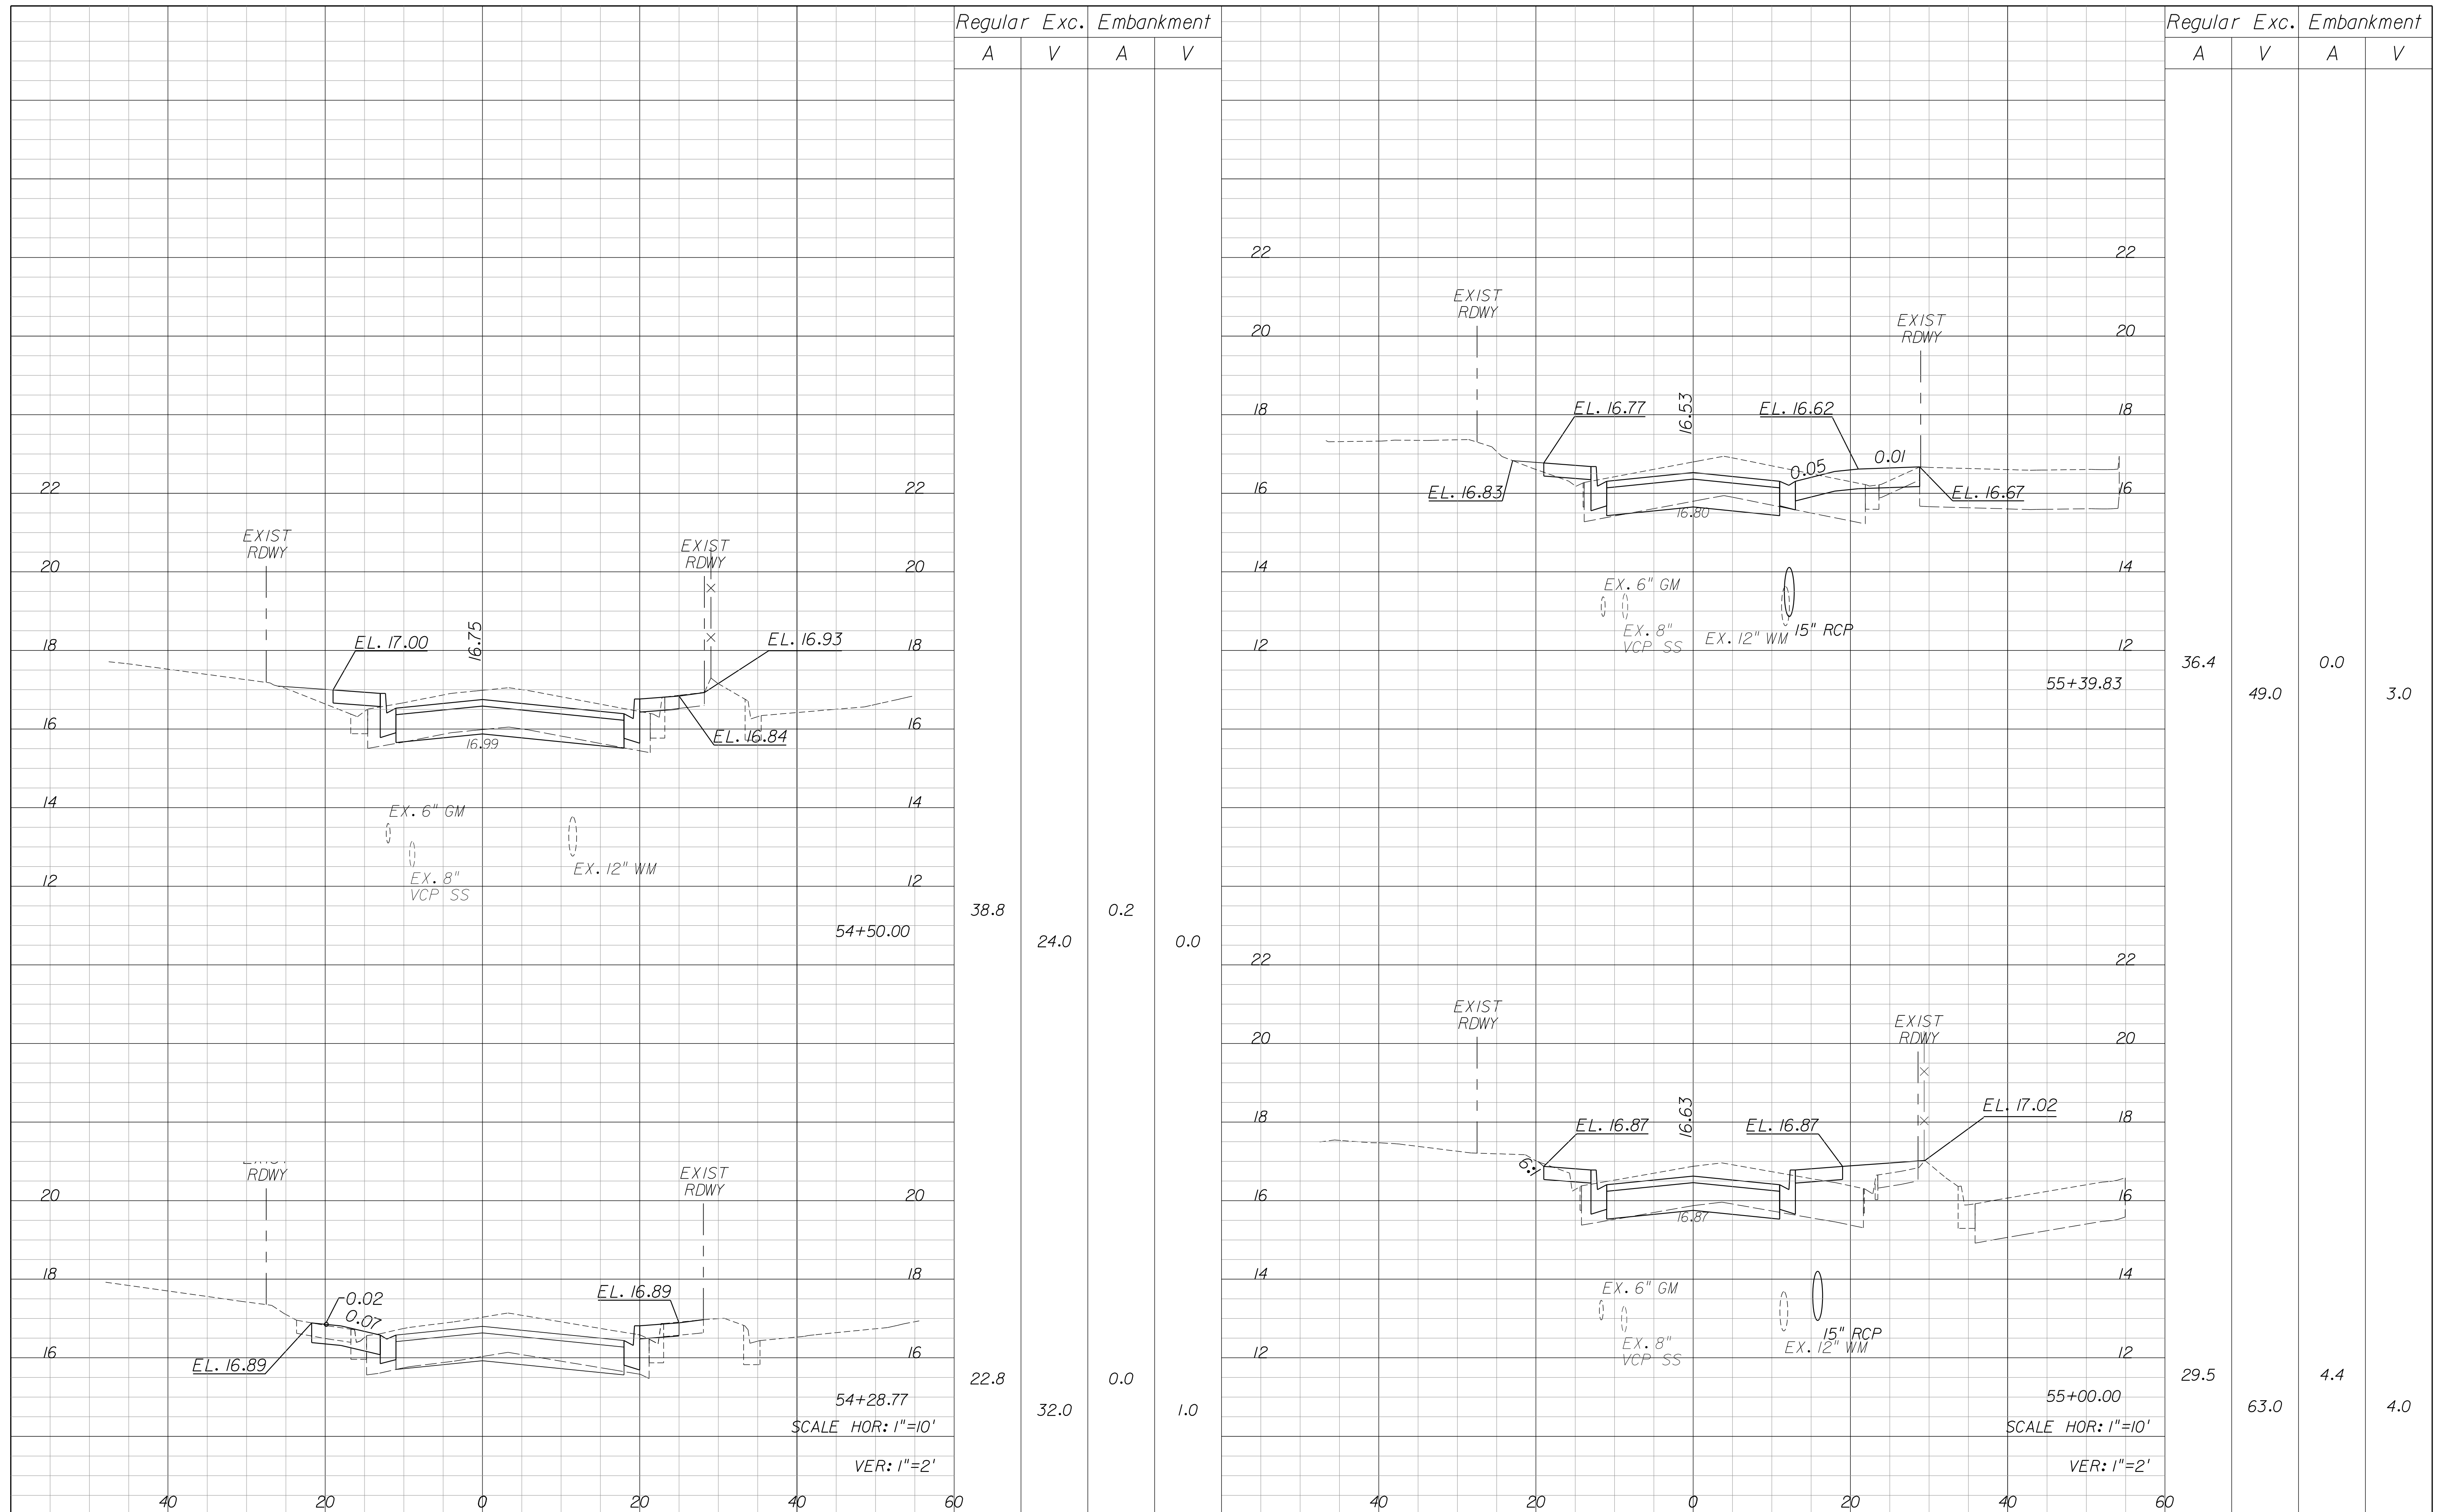 Regular Exc. Embankment
A V A V
22 22
EXIST
RDWY
EXIST
RDWY
20 20
18 18
EL. 17.00
16.75
EL. 16.93
16 16
16.99
EL. 16.84
14 14
EX. 6" GM
EX. 12" WM
12 12
EX. 8"
VCP SS
38.8 0.2
54+50.00
24.0 0.0
RDWY
EXIST
RDWY
20 20
18 18
0.02
0.07
EL. 16.89
16 16
EL. 16.89
22.8 0.0
54+28.77
32.0 1.0
SCALE HOR: 1"=10'
VER: 1"=2'
40 20 0 20 40 60
Regular Exc. Embankment
A V A V
22 22
EXIST
RDWY
EXIST
RDWY
20 20
18 18
EL. 16.77
16.53
EL. 16.62
0.05
0.01
16 16
EL. 16.83
EL. 16.67
16.80
14 14
EX. 6" GM
EX. 8"
VCP SS
EX. 12" WM
15" RCP
12 12
36.4 0.0
55+39.83
49.0 3.0
22 22
EXIST
RDWY
EXIST
RDWY
20 20
18 18
EL. 16.87
16.63
EL. 16.87
EL. 17.02
1:6
16 16
16.87
14 14
EX. 6" GM
EX. 8"
VCP SS
15" RCP
EX. 12" WM
12 12
29.5 4.4
55+00.00
63.0 4.0
SCALE HOR: 1"=10'
VER: 1"=2'
40 20 0 20 40 60